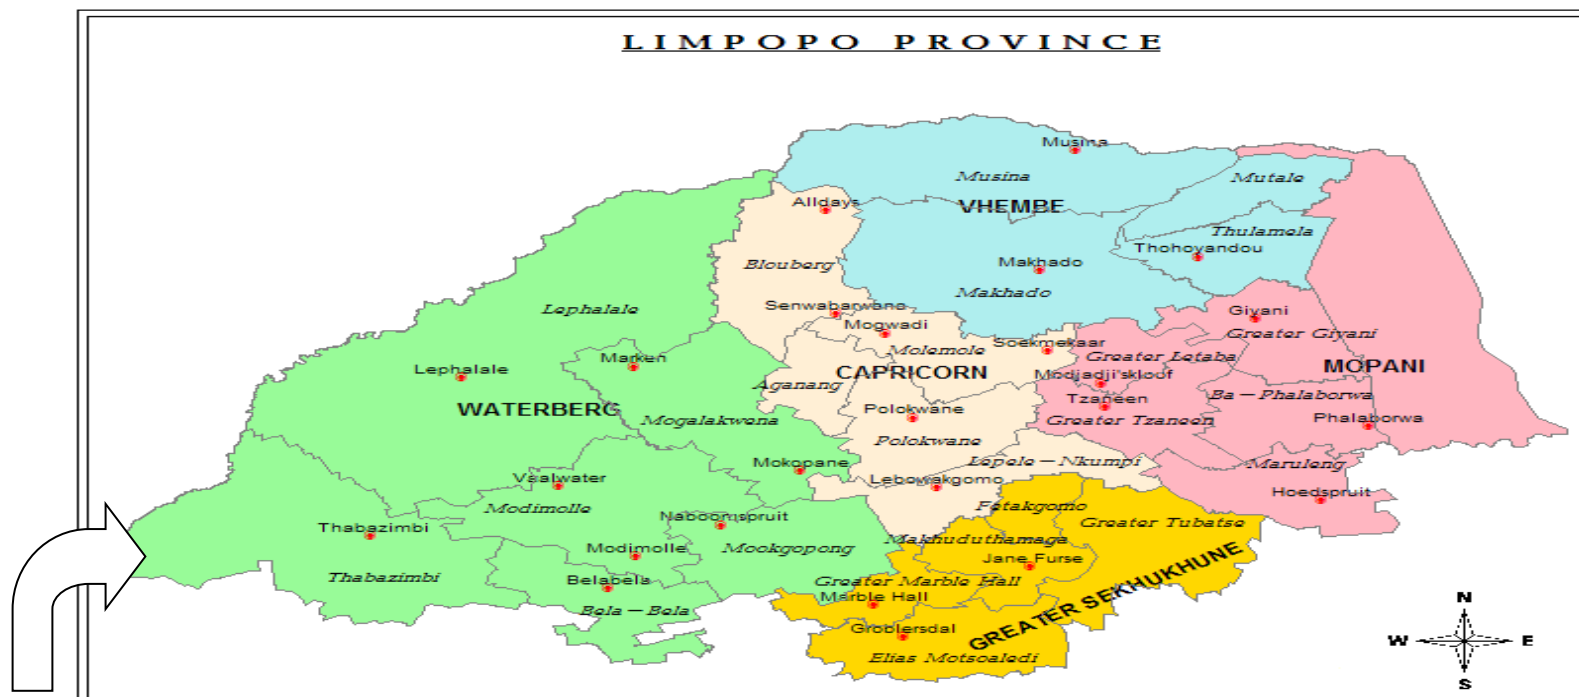 LIMPOPO PROVINCE
Musina
Musina
Mutale
Alldays
VHEMBE
Thulamela
Thohoyandou
Blouberg
Makhado
Makhado
Lephalale
Senwabarwano
Mogwadi
Giyani
Greater Giyani
Soekmekaar
Molemole
Greater Letaba
Marken
Lephalale
CAPRICORN
MOPANI
Modjadji'skloof
Aganang
Ba-Phalaborwa
Tzaneen
WATERBERG
Polokwane
Mogalakwena
Greater Tzaneen
Phalaborwa
Polokwane
Mokopane
Lepele-Nkumpi
Maruleng
Vaalwater
Lebowakgomo
Hoedspruit
Modimolle
Fetakgomo
Naboomspruit
Greater Tubatse
Thabazimbi
Makhuduthamaga
Modimolle
Mookgopong
Jane Furse
Thabazimbi
Belabela
Greater Marble Hall
Marble Hall
GREATER SEKHUKHUNE
Bela-Bela
Groblersdal
Elias Motsoaledi
N
W
E
S